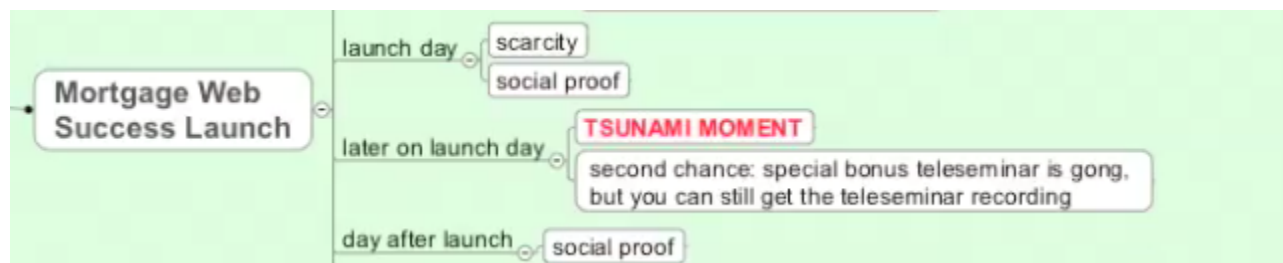 launch day
scarcity
social proof
Mortgage Web
Success Launch
TSUNAMI MOMENT
later on launch day
second chance: special bonus teleseminar is gong,
but you can still get the teleseminar recording
day after launch
social proof